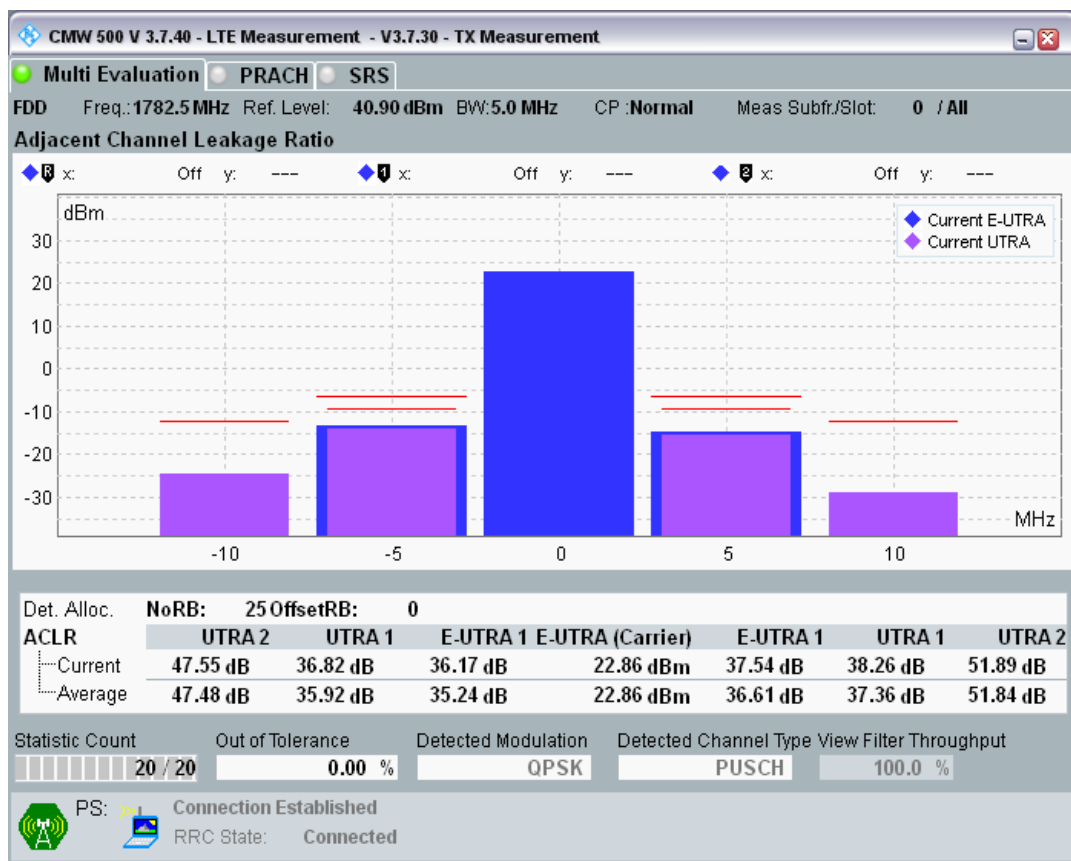 CMW 500 V 3.7.40 - LTE Measurement - V3.7.30 - TX Measurement
Multi Evaluation PRACH SRS
FDD Freq.: 1782.5 MHz Ref. Level: 40.90 dBm BW: 5.0 MHz CP : Normal Meas Subfr./Slot: 0 / All
Adjacent Channel Leakage Ratio
R x: Off y: --- 1 x: Off y: --- 2 x: Off y: ---
dBm
Current E-UTRA
Current UTRA
30
20
10
0
-10
-20
-30
MHz
-10 -5 0 5 10
Det. Alloc. NoRB: 25 OffsetRB: 0
ACLR UTRA 2 UTRA 1 E-UTRA 1 E-UTRA (Carrier) E-UTRA 1 UTRA 1 UTRA 2
Current 47.55 dB 36.82 dB 36.17 dB 22.86 dBm 37.54 dB 38.26 dB 51.89 dB
Average 47.48 dB 35.92 dB 35.24 dB 22.86 dBm 36.61 dB 37.36 dB 51.84 dB
Statistic Count Out of Tolerance Detected Modulation Detected Channel Type View Filter Throughput
20 / 20 0.00 % QPSK PUSCH 100.0 %
PS: Connection Established
RRC State: Connected